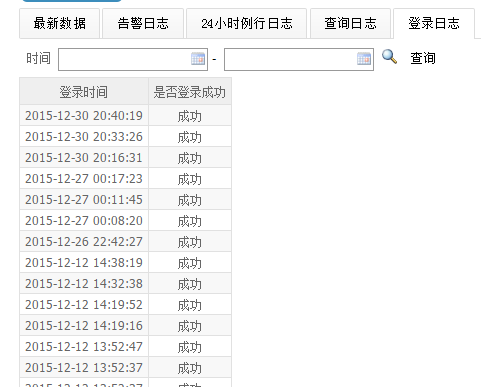 最新数据 告警日志 24小时例行日志 查询日志 登录日志
时间 - 查询
登录时间 是否登录成功
2015-12-30 20:40:19 成功
2015-12-30 20:33:26 成功
2015-12-30 20:16:31 成功
2015-12-27 00:17:23 成功
2015-12-27 00:11:45 成功
2015-12-27 00:08:20 成功
2015-12-26 22:42:27 成功
2015-12-12 14:38:19 成功
2015-12-12 14:32:38 成功
2015-12-12 14:19:52 成功
2015-12-12 14:19:16 成功
2015-12-12 13:52:47 成功
2015-12-12 13:52:37 成功